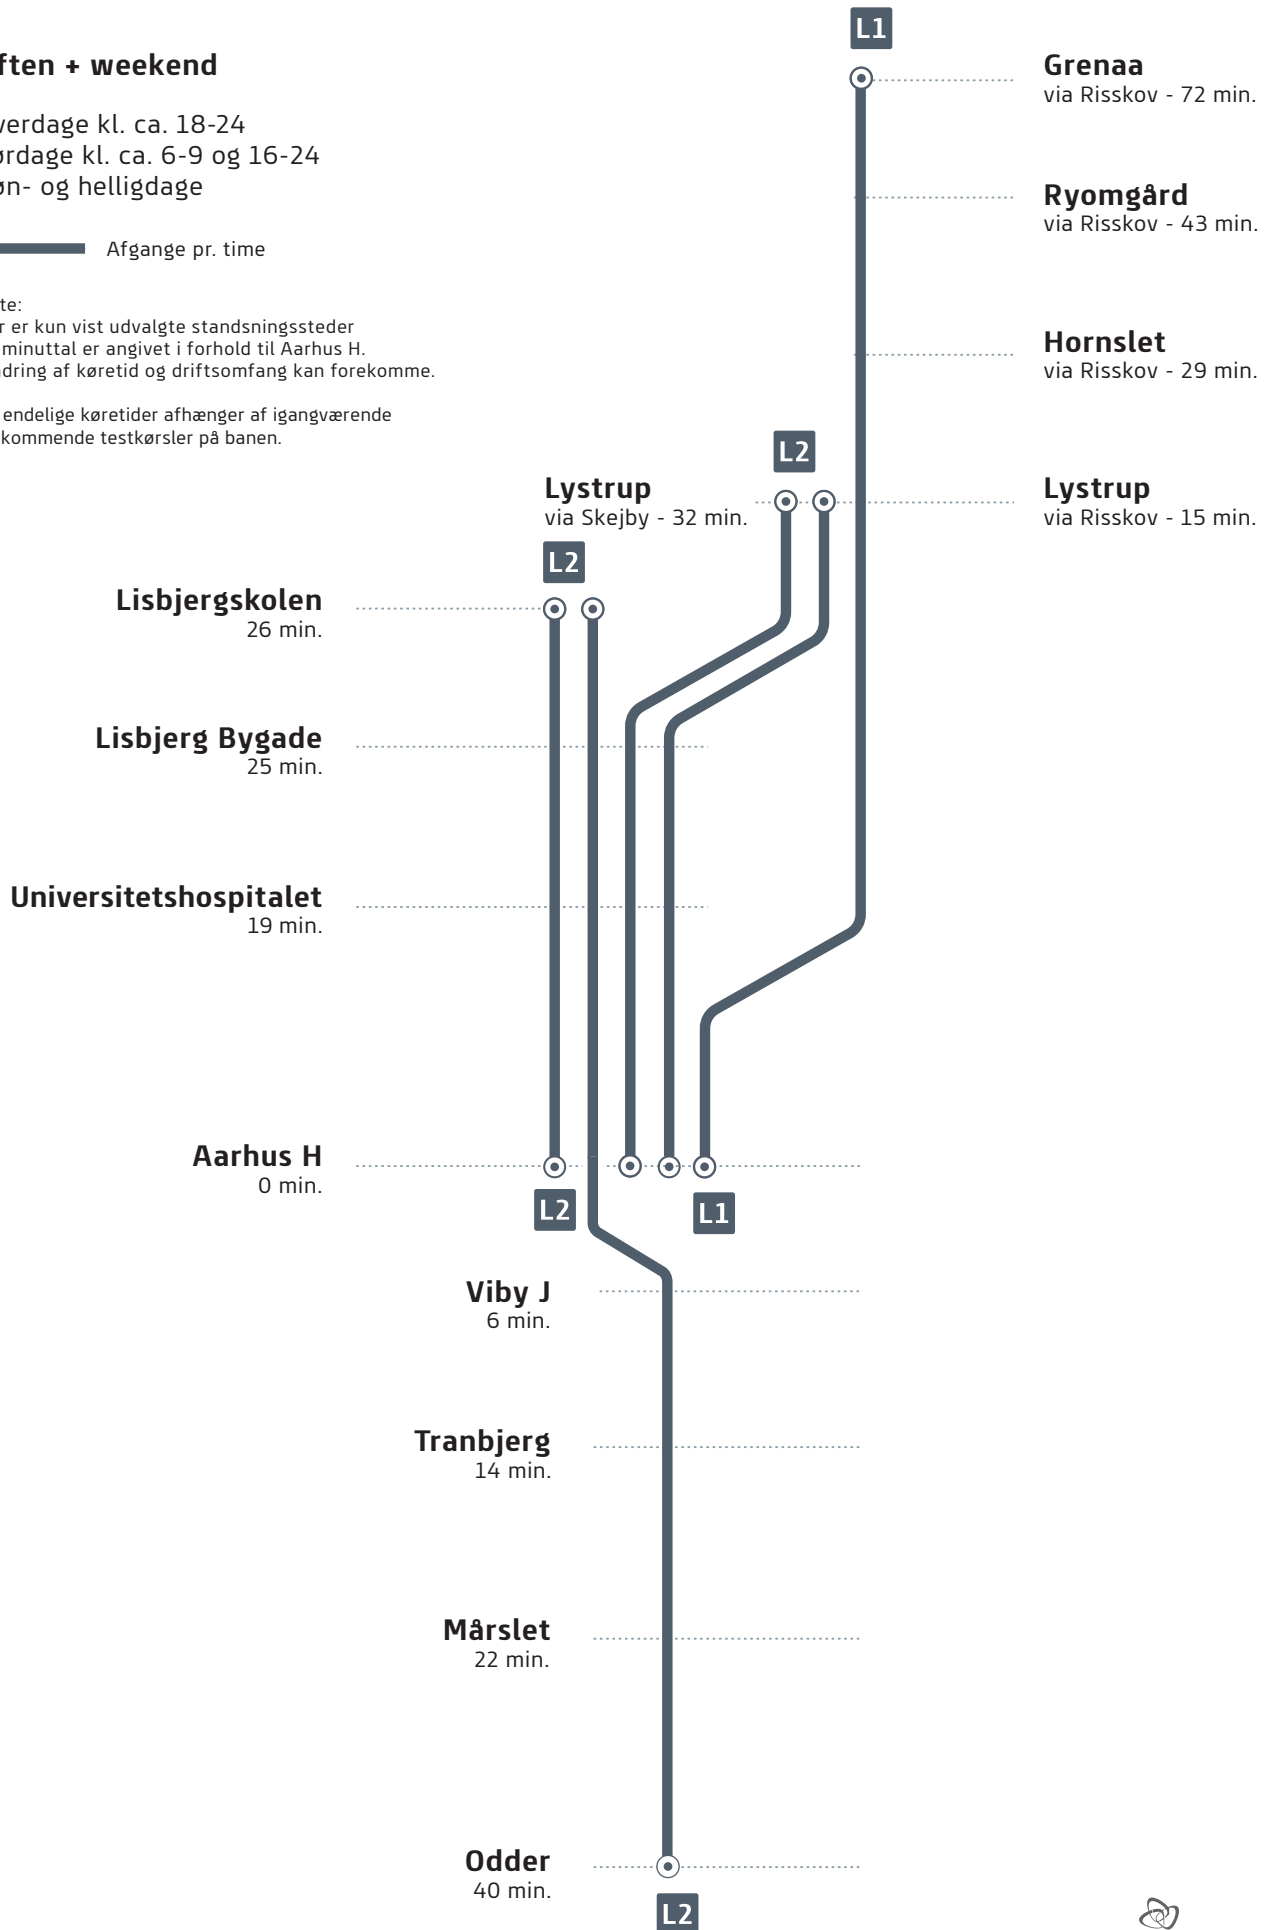 L1
ften + weekend
verdage kl. ca. 18-24
ørdage kl. ca. 6-9 og 16-24
øn- og helligdage
Afgange pr. time
te:
r er kun vist udvalgte standsningssteder
minuttal er angivet i forhold til Aarhus H.
dring af køretid og driftsomfang kan forekomme.
endelige køretider afhænger af igangværende
kommende testkørsler på banen.
Grenaa
via Risskov - 72 min.
Ryomgård
via Risskov - 43 min.
Hornslet
via Risskov - 29 min.
L2
Lystrup
via Skejby - 32 min.
Lystrup
via Risskov - 15 min.
L2
Lisbjergskolen
26 min.
Lisbjerg Bygade
25 min.
Universitetshospitalet
19 min.
Aarhus H
0 min.
L2
L1
Viby J
6 min.
Tranbjerg
14 min.
Mårslet
22 min.
Odder
40 min.
L2